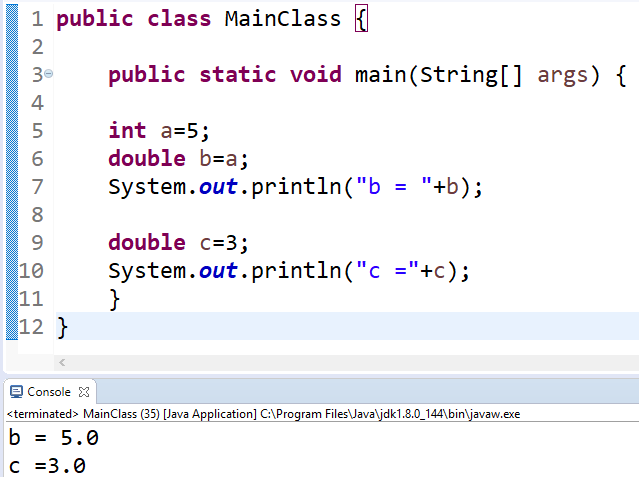 1 public class MainClass {
2
3 public static void main(String[] args) {
4
5 int a=5;
6 double b=a;
7 System.out.println("b = "+b);
8
9 double c=3;
10 System.out.println("c ="+c);
11 }
12 }
Console
<terminated> MainClass (35) [Java Application] C:\Program Files\Java\jdk1.8.0_144\bin\javaw.exe
b = 5.0
c =3.0